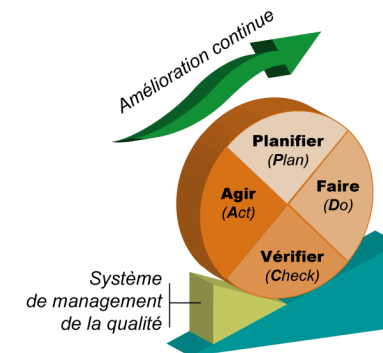 Amélioration continue
Planifier
(Plan)
Agir
(Act)
Faire
(Do)
Vérifier
(Check)
Système
de management
de la qualité